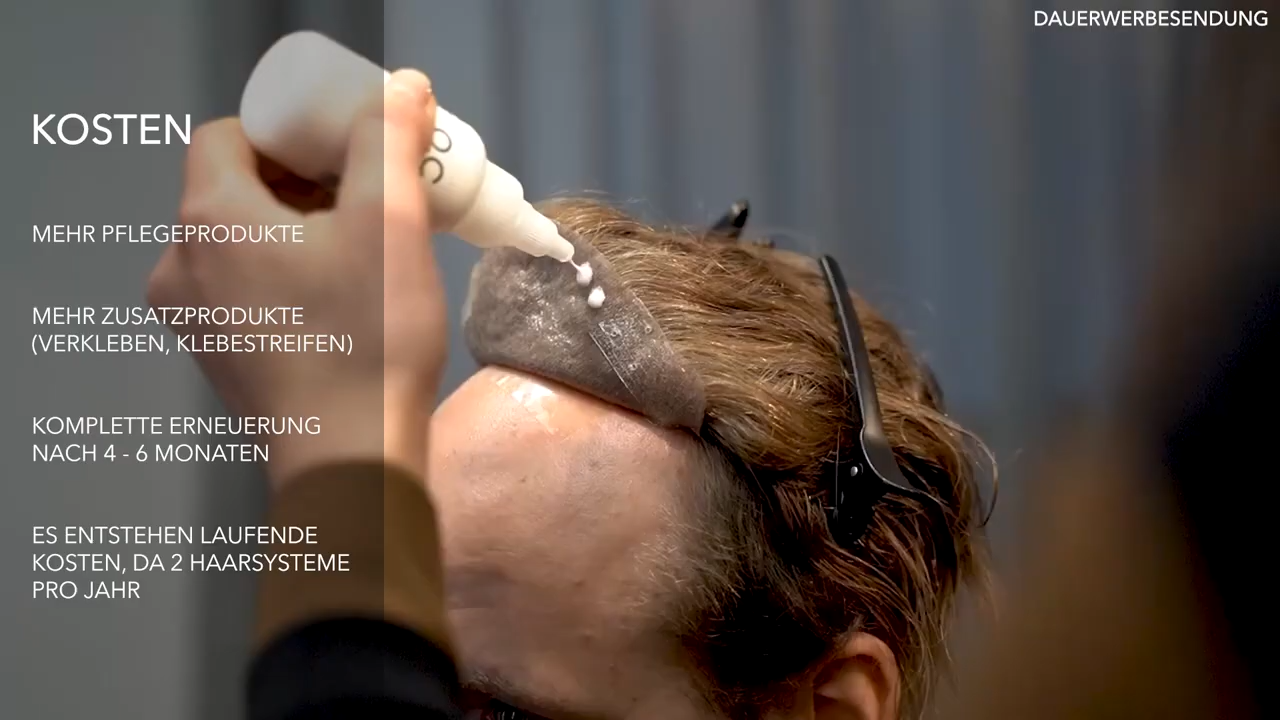 DAUERWERBESENDUNG
KOSTEN
MEHR PFLEGEPRODUKTE
MEHR ZUSATZPRODUKTE
(VERKLEBEN, KLEBESTREIFEN)
KOMPLETTE ERNEUERUNG
NACH 4 - 6 MONATEN
ES ENTSTEHEN LAUFENDE
KOSTEN, DA 2 HAARSYSTEME
PRO JAHR